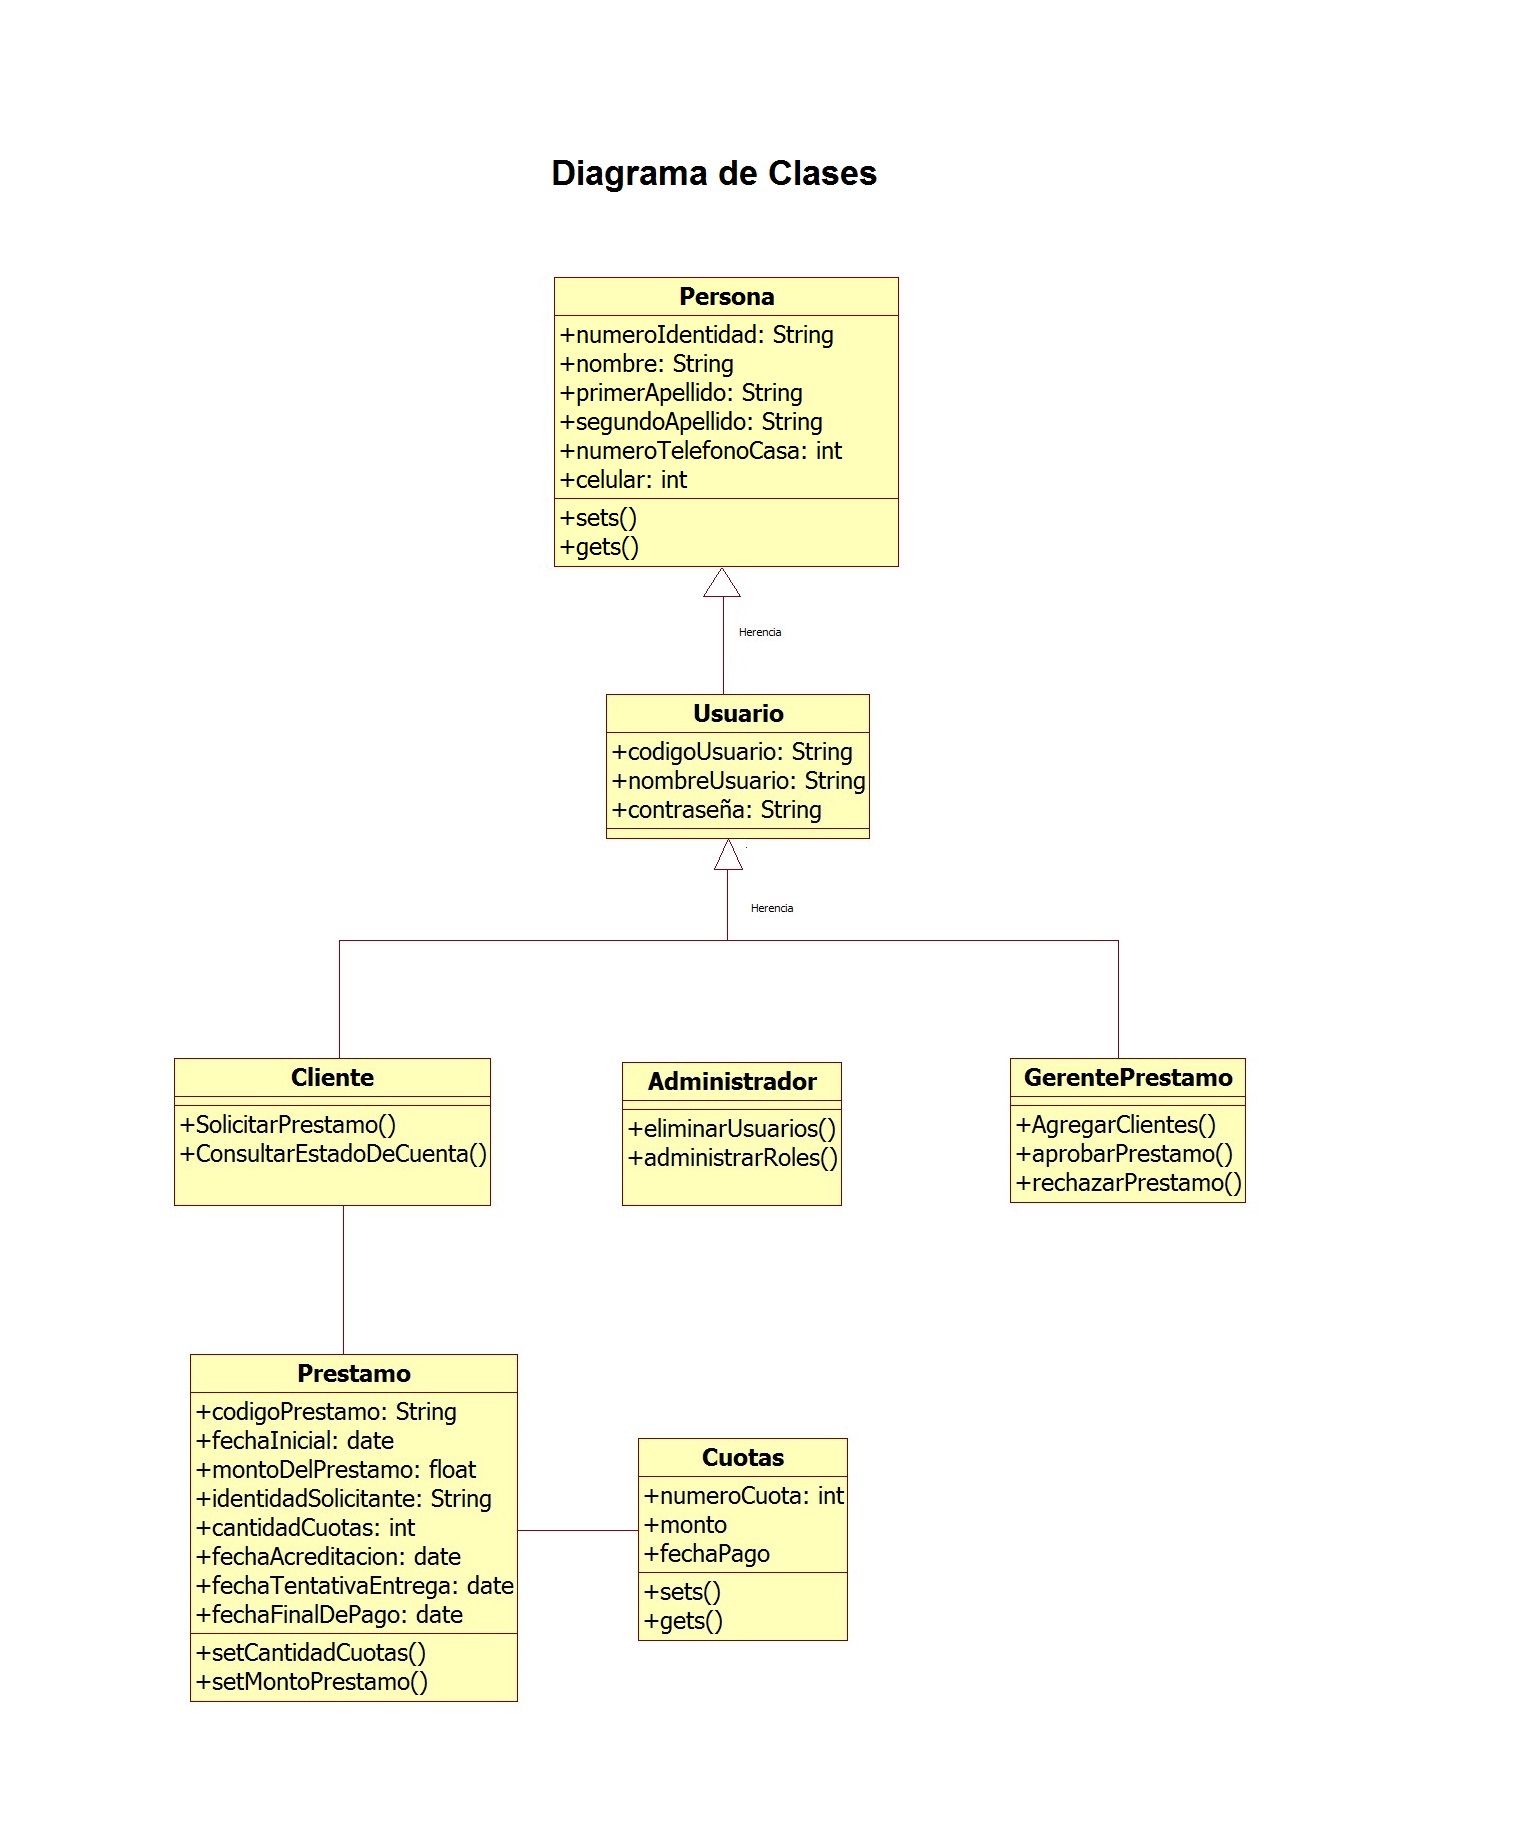 Diagrama de Clases
Persona
+numeroIdentidad: String
+nombre: String
+primerApellido: String
+segundoApellido: String
+numeroTelefonoCasa: int
+celular: int
+sets()
+gets()
Herencia
Usuario
+codigoUsuario: String
+nombreUsuario: String
+contraseña: String
Herencia
Cliente
+SolicitarPrestamo()
+ConsultarEstadoDeCuenta()
Administrador
+eliminarUsuarios()
+administrarRoles()
GerentePrestamo
+AgregarClientes()
+aprobarPrestamo()
+rechazarPrestamo()
Prestamo
+codigoPrestamo: String
+fechaInicial: date
+montoDelPrestamo: float
+identidadSolicitante: String
+cantidadCuotas: int
+fechaAcreditacion: date
+fechaTentativaEntrega: date
+fechaFinalDePago: date
+setCantidadCuotas()
+setMontoPrestamo()
Cuotas
+numeroCuota: int
+monto
+fechaPago
+sets()
+gets()